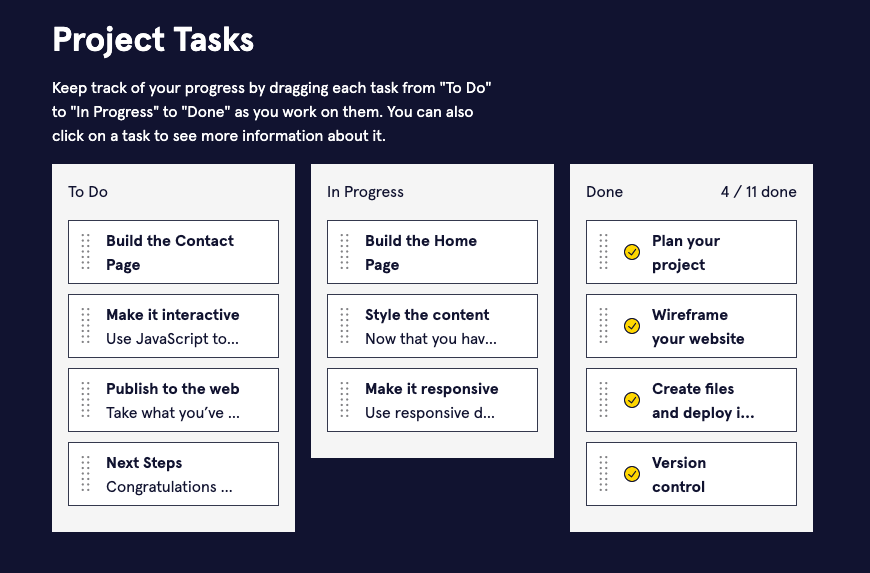 Project Tasks
Keep track of your progress by dragging each task from "To Do"
to "In Progress" to "Done" as you work on them. You can also
click on a task to see more information about it.
To Do
Build the Contact
Page
Make it interactive
Use JavaScript to...
Publish to the web
Take what you’ve ...
Next Steps
Congratulations ...
In Progress
Build the Home
Page
Style the content
Now that you hav...
Make it responsive
Use responsive d...
Done 4 / 11 done
Plan your
project
Wireframe
your website
Create files
and deploy i...
Version
control